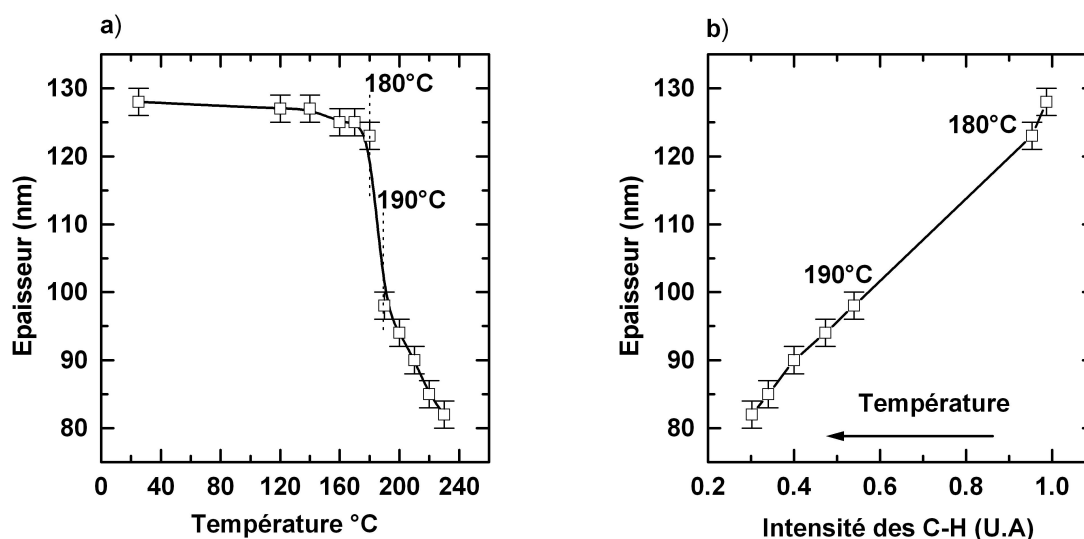 a)
130
120
110
100
90
80
Epaisseur (nm)
180°C
190°C
0 40 80 120 160 200 240
Température °C
b)
130
120
110
100
90
80
Epaisseur (nm)
180°C
190°C
Température
0.2 0.4 0.6 0.8 1.0
Intensité des C-H (U.A)